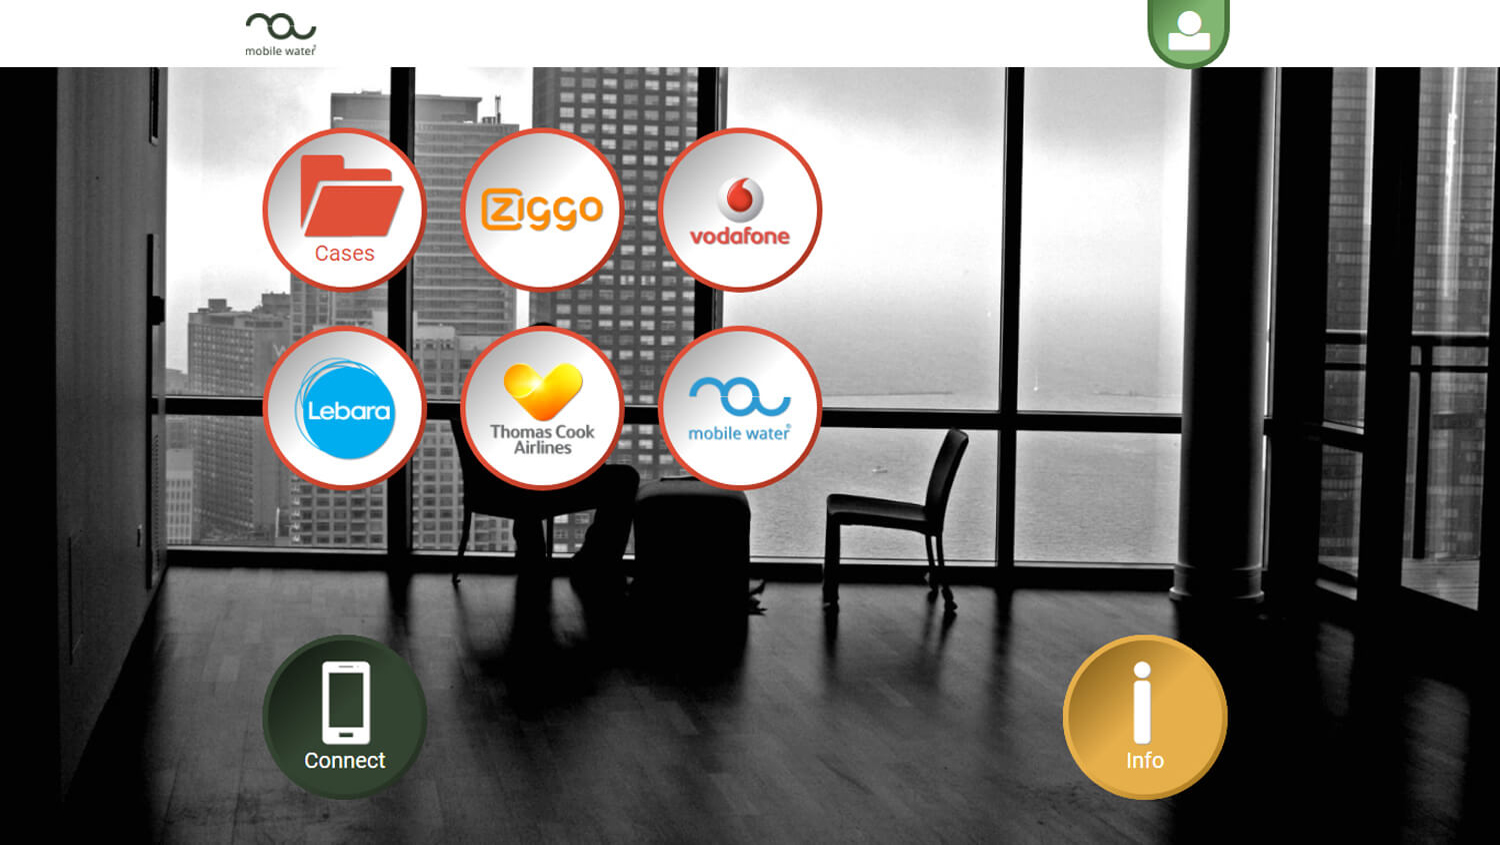 mobile water
Cases
ziggo
vodafone
Lebara
Thomas Cook
Airlines
mobile water®
Connect
Info